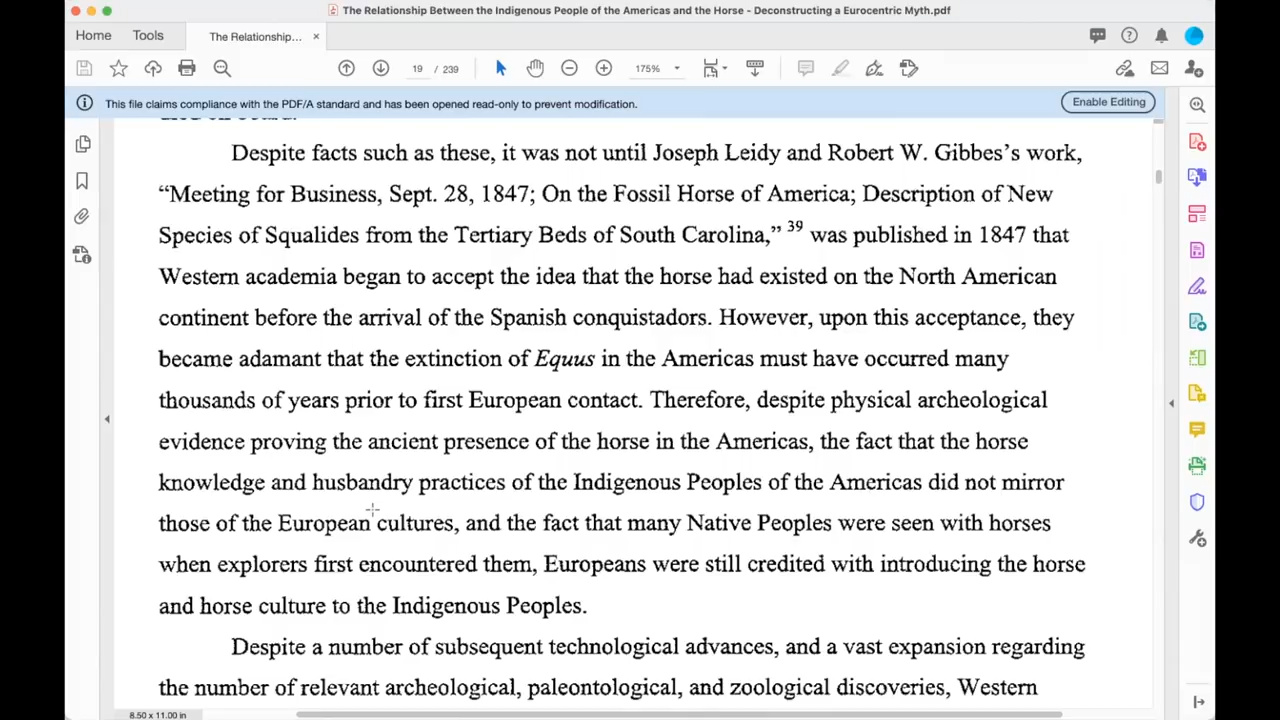 The Relationship Between the Indigenous People of the Americas and the Horse - Deconstructing a Eurocentric Myth.pdf
Home Tools The Relationship... ×
19 / 239 175%
This file claims compliance with the PDF/A standard and has been opened read-only to prevent modification. Enable Editing
Despite facts such as these, it was not until Joseph Leidy and Robert W. Gibbes’s work,
“Meeting for Business, Sept. 28, 1847; On the Fossil Horse of America; Description of New
Species of Squalides from the Tertiary Beds of South Carolina,” 39 was published in 1847 that
Western academia began to accept the idea that the horse had existed on the North American
continent before the arrival of the Spanish conquistadors. However, upon this acceptance, they
became adamant that the extinction of Equus in the Americas must have occurred many
thousands of years prior to first European contact. Therefore, despite physical archeological
evidence proving the ancient presence of the horse in the Americas, the fact that the horse
knowledge and husbandry practices of the Indigenous Peoples of the Americas did not mirror
those of the European cultures, and the fact that many Native Peoples were seen with horses
when explorers first encountered them, Europeans were still credited with introducing the horse
and horse culture to the Indigenous Peoples.
Despite a number of subsequent technological advances, and a vast expansion regarding
the number of relevant archeological, paleontological, and zoological discoveries, Western
8.50 x 11.00 in